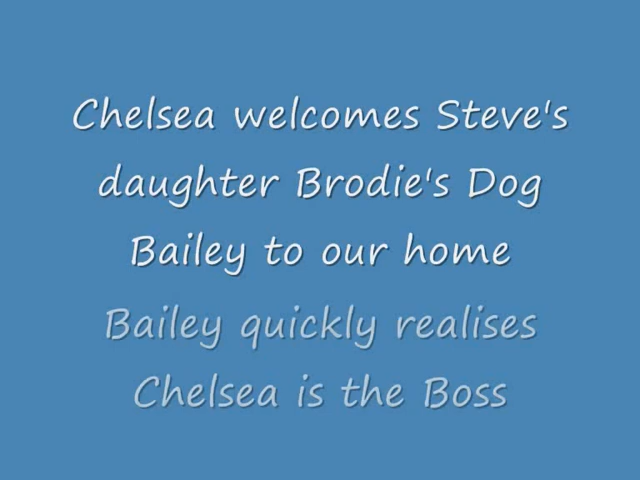 Chelsea welcomes Steve's
daughter Brodie's Dog
Bailey to our home
Bailey quickly realises
Chelsea is the Boss